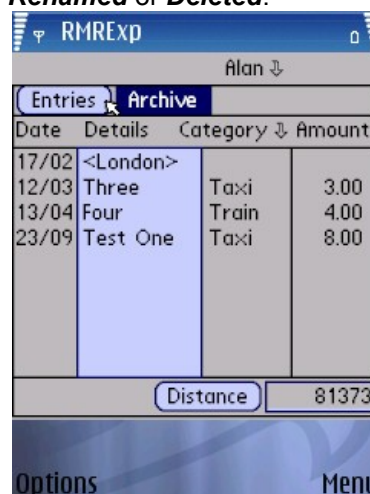 Renamed or Deleted.
RMRExp
Alan
Entries Archive
Date Details Category Amount
17/02 <London>
12/03 Three Taxi 3.00
13/04 Four Train 4.00
23/09 Test One Taxi 8.00
Distance 81373
Options Menu